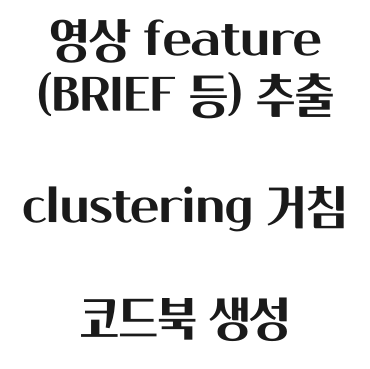 영상 feature
(BRIEF 등) 추출
clustering 거침
코드북 생성